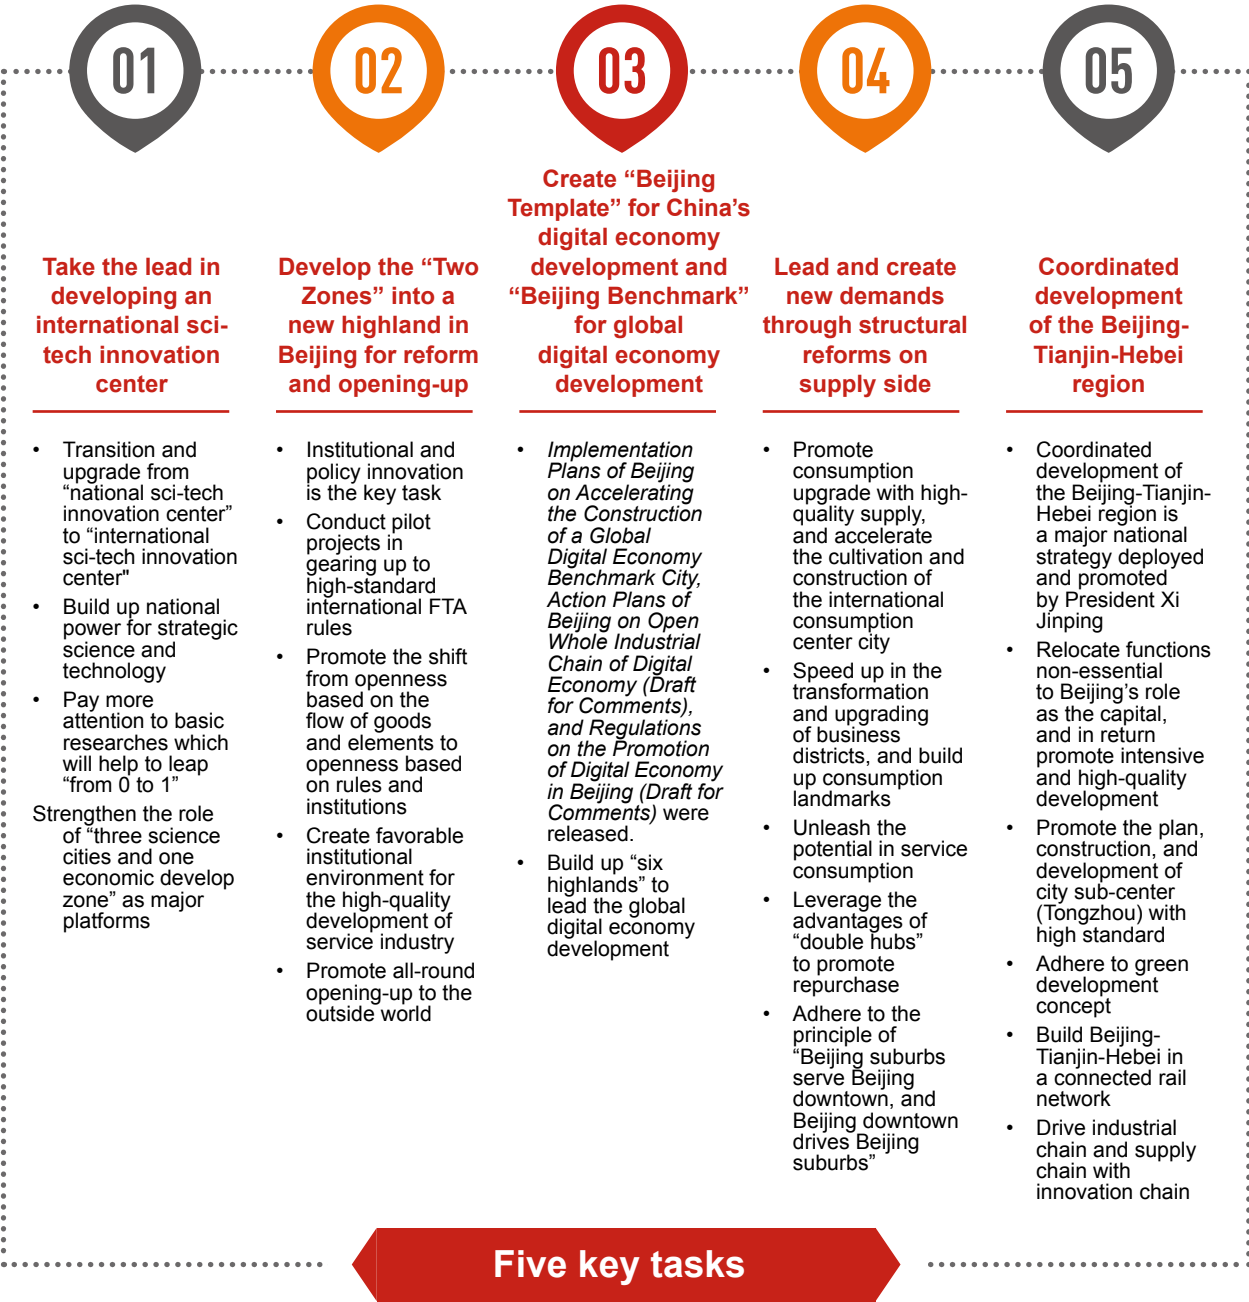 01
Take the lead in
developing an
international sci-
tech innovation
center
• Transition and
upgrade from
“national sci-tech
innovation center”
to “international
sci-tech innovation
center"
• Build up national
power for strategic
science and
technology
• Pay more
attention to basic
researches which
will help to leap
“from 0 to 1”
Strengthen the role
of “three science
cities and one
economic develop
zone” as major
platforms
02
Develop the “Two
Zones” into a
new highland in
Beijing for reform
and opening-up
• Institutional and
policy innovation
is the key task
• Conduct pilot
projects in
gearing up to
high-standard
international FTA
rules
• Promote the shift
from openness
based on the
flow of goods
and elements to
openness based
on rules and
institutions
• Create favorable
institutional
environment for
the high-quality
development of
service industry
• Promote all-round
opening-up to the
outside world
03
Create “Beijing
Template” for China’s
digital economy
development and
“Beijing Benchmark”
for global
digital economy
development
• Implementation
Plans of Beijing
on Accelerating
the Construction
of a Global
Digital Economy
Benchmark City,
Action Plans of
Beijing on Open
Whole Industrial
Chain of Digital
Economy (Draft
for Comments),
and Regulations
on the Promotion
of Digital Economy
in Beijing (Draft for
Comments) were
released.
• Build up “six
highlands” to
lead the global
digital economy
development
04
Lead and create
new demands
through structural
reforms on
supply side
• Promote
consumption
upgrade with high-
quality supply,
and accelerate
the cultivation and
construction of
the international
consumption
center city
• Speed up in the
transformation
and upgrading
of business
districts, and build
up consumption
landmarks
• Unleash the
potential in service
consumption
• Leverage the
advantages of
“double hubs”
to promote
repurchase
• Adhere to the
principle of
“Beijing suburbs
serve Beijing
downtown, and
Beijing downtown
drives Beijing
suburbs”
05
Coordinated
development
of the Beijing-
Tianjin-Hebei
region
• Coordinated
development of
the Beijing-Tianjin-
Hebei region is
a major national
strategy deployed
and promoted
by President Xi
Jinping
• Relocate functions
non-essential
to Beijing’s role
as the capital,
and in return
promote intensive
and high-quality
development
• Promote the plan,
construction, and
development of
city sub-center
(Tongzhou) with
high standard
• Adhere to green
development
concept
• Build Beijing-
Tianjin-Hebei in
a connected rail
network
• Drive industrial
chain and supply
chain with
innovation chain
Five key tasks